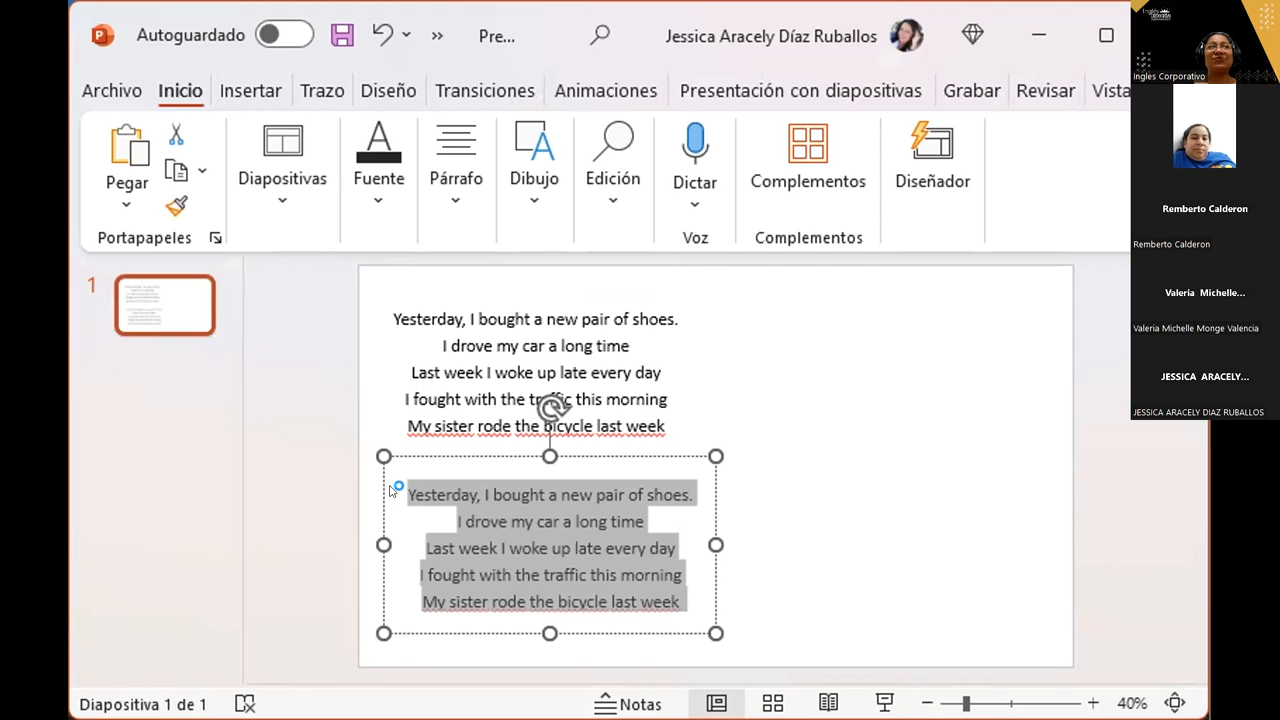 Autoguardado
Pre...
Jessica Aracely Díaz Ruballos
Archivo Inicio Insertar Trazo Diseño Transiciones Animaciones Presentación con diapositivas Grabar Revisar Vista
Pegar
Diapositivas
Fuente
Párrafo
Dibujo
Edición
Dictar
Complementos
Diseñador
Portapapeles
Voz
Complementos
1
Yesterday, I bought a new pair of shoes.
I drove my car a long time
Last week I woke up late every day
I fought with the traffic this morning
My sister rode the bicycle last week
Yesterday, I bought a new pair of shoes.
I drove my car a long time
Last week I woke up late every day
I fought with the traffic this morning
My sister rode the bicycle last week
Diapositiva 1 de 1
Notas
40%
Inglés Corporativo
Remberto Calderon
Remberto Calderon
Valeria Michelle...
Valeria Michelle Monge Valencia
JESSICA ARACELY...
JESSICA ARACELY DIAZ RUBALLOS